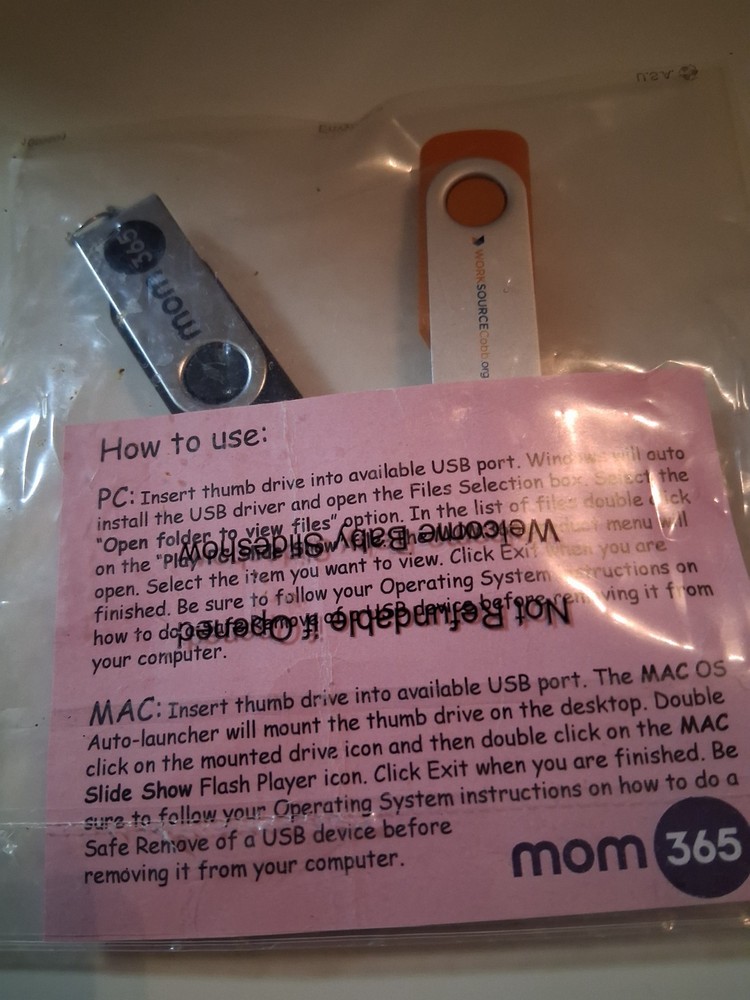 U.S.A.
mom365
WORKSOURCECobb.org
How to use:
PC: Insert thumb drive into available USB port. Windows will auto
install the USB driver and open the Files Selection box. Select the
"Open folder to view files" option. In the list of files double click
on the "Play menu will
open. Select the item you want to view. Click Exit when you are
finished. Be sure to follow your Operating System instructions on
how to do a Safe Remove of a USB device before removing it from
your computer.
Welcome Baby Slideshow
Not Refundable if Opened
MAC: Insert thumb drive into available USB port. The MAC OS
Auto-launcher will mount the thumb drive on the desktop. Double
click on the mounted drive icon and then double click on the MAC
Slide Show Flash Player icon. Click Exit when you are finished. Be
sure to follow your Operating System instructions on how to do a
Safe Remove of a USB device before
removing it from your computer.
mom 365